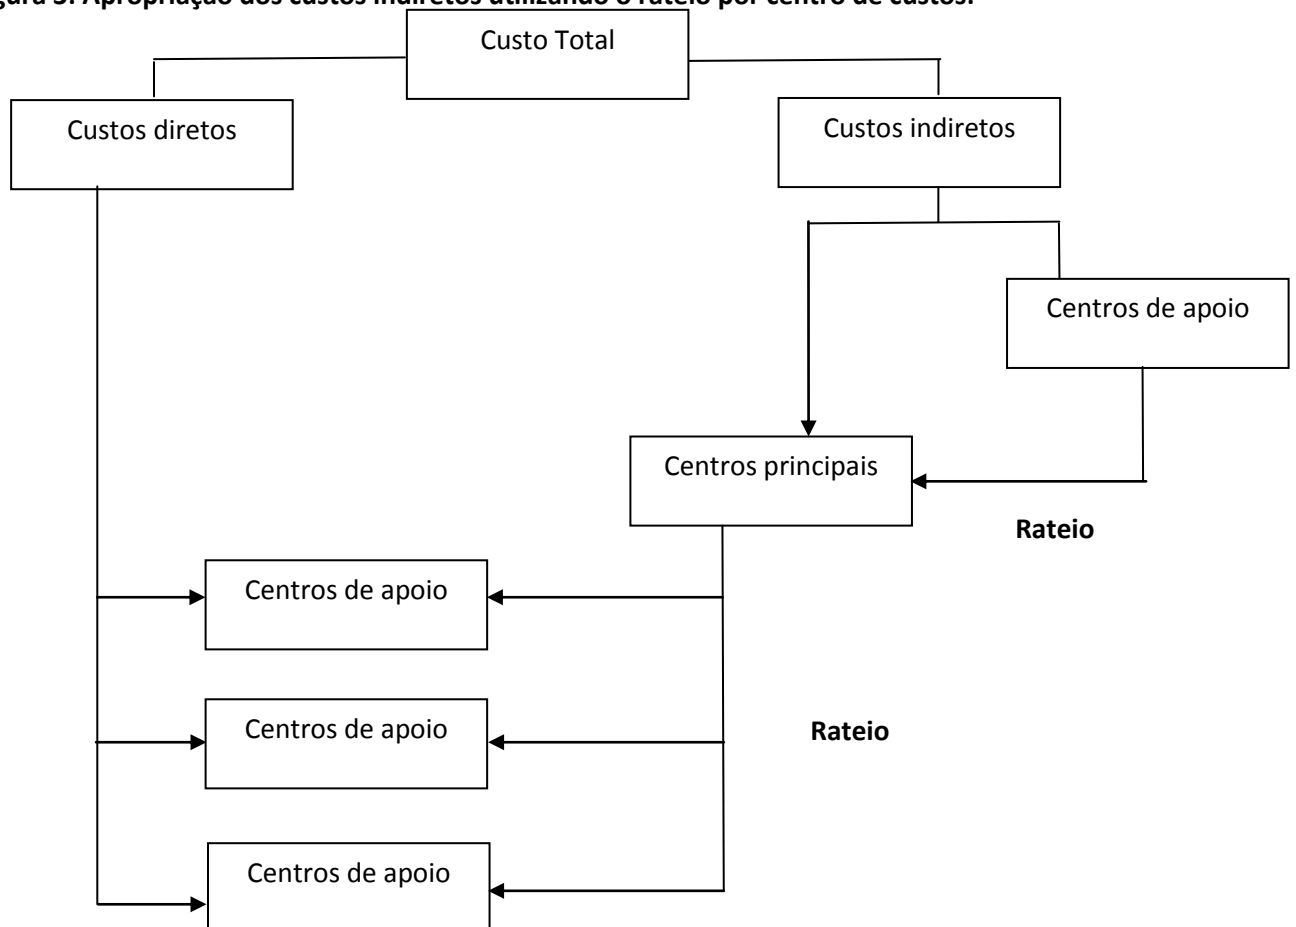 gura 3. Apropriação dos custos indiretos utilizando o rateio por centro de custos.
Custo Total
Custos diretos
Custos indiretos
Centros de apoio
Centros principais
Rateio
Centros de apoio
Centros de apoio
Rateio
Centros de apoio